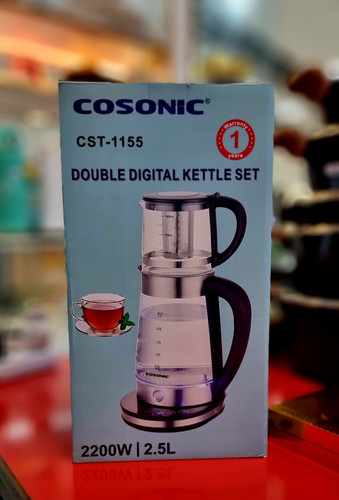 COSONIC®
CST-1155
Warranty
1
years
DOUBLE DIGITAL KETTLE SET
COSONIC
2200W | 2.5L